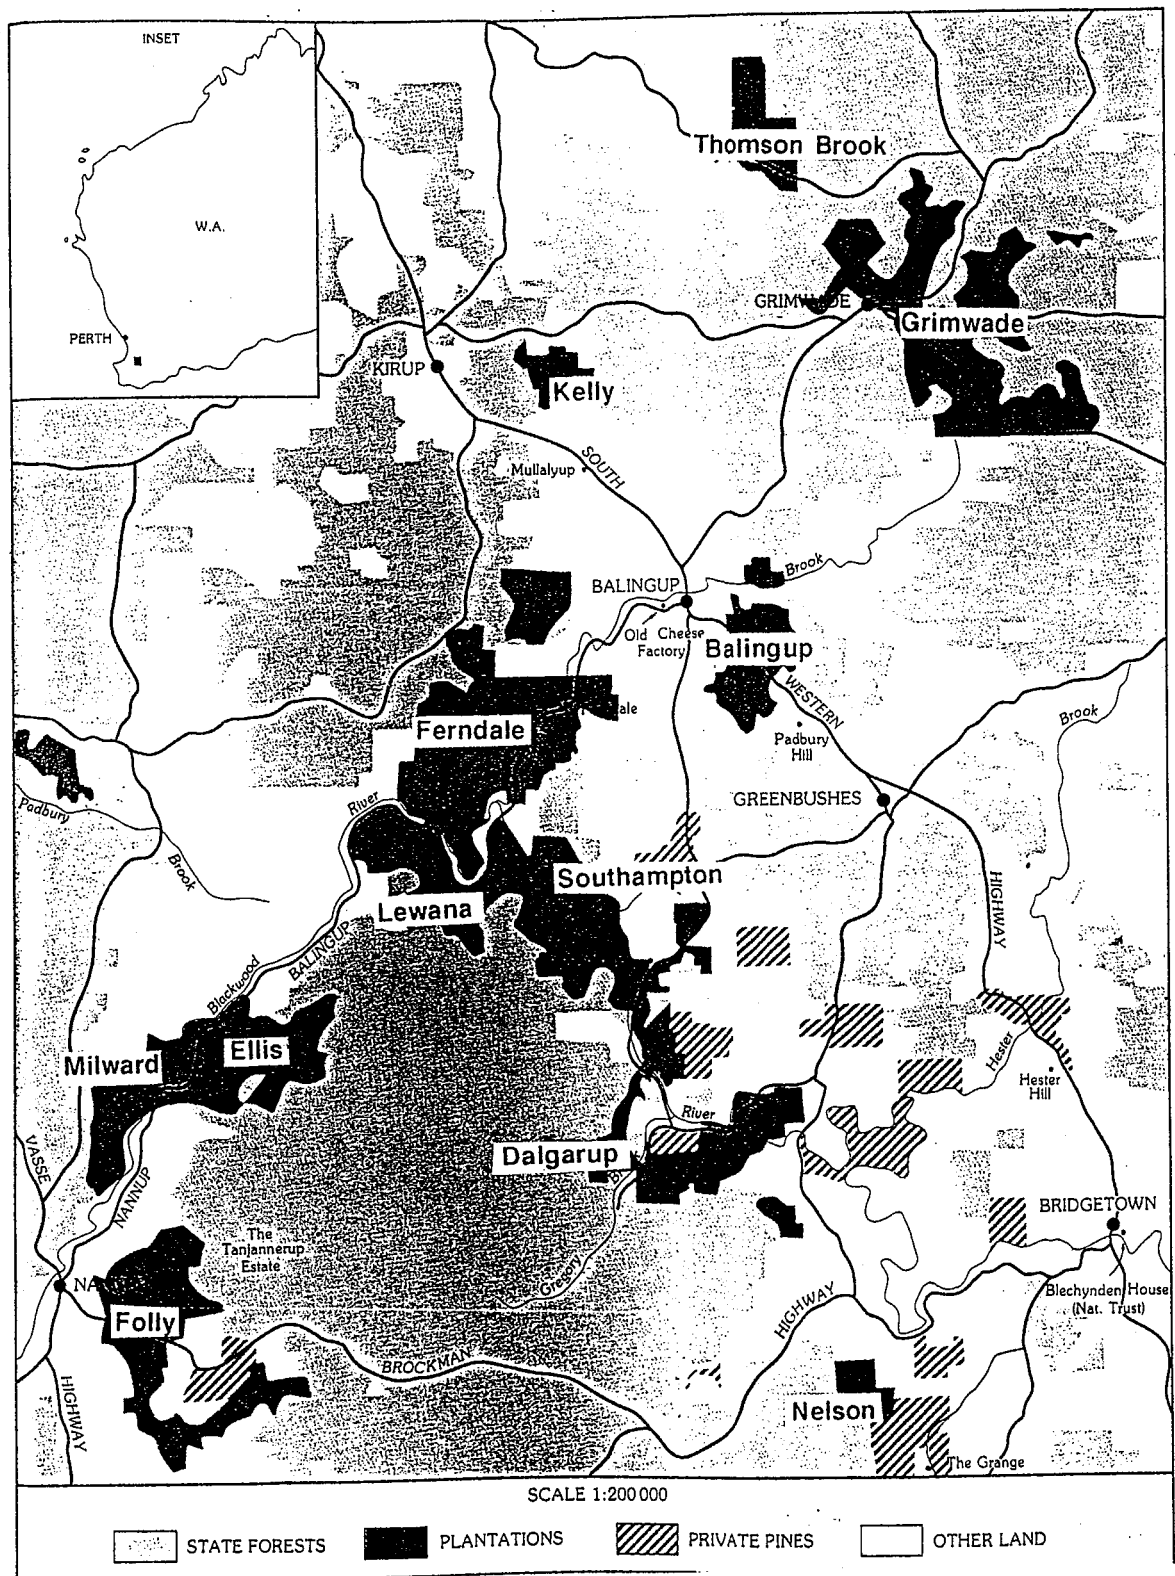 INSET
W.A.
PERTH
Thomson Brook
GRIMWADE
Grimwade
KIRUP
Kelly
SOUTH
Mullalyup
Brook
BALINGUP
Old Cheese
Factory
Balingup
WESTERN
Ferndale
Padbury
Hill
Brook
GREENBUSHES
Padbury
Brook
River
Southampton
Lewana
HIGHWAY
BALINGUP
Blackwood
Milward
Ellis
Hester
Hester
Hill
River
Dalgarup
VASSE
NANNUP
BRIDGETOWN
The
Tanjannerup
Estate
Gregory
NA
Folly
Blechynden House
(Nat. Trust)
HIGHWAY
BROCKMAN
HIGHWAY
Nelson
The Grange
SCALE 1:200 000
STATE FORESTS
PLANTATIONS
PRIVATE PINES
OTHER LAND